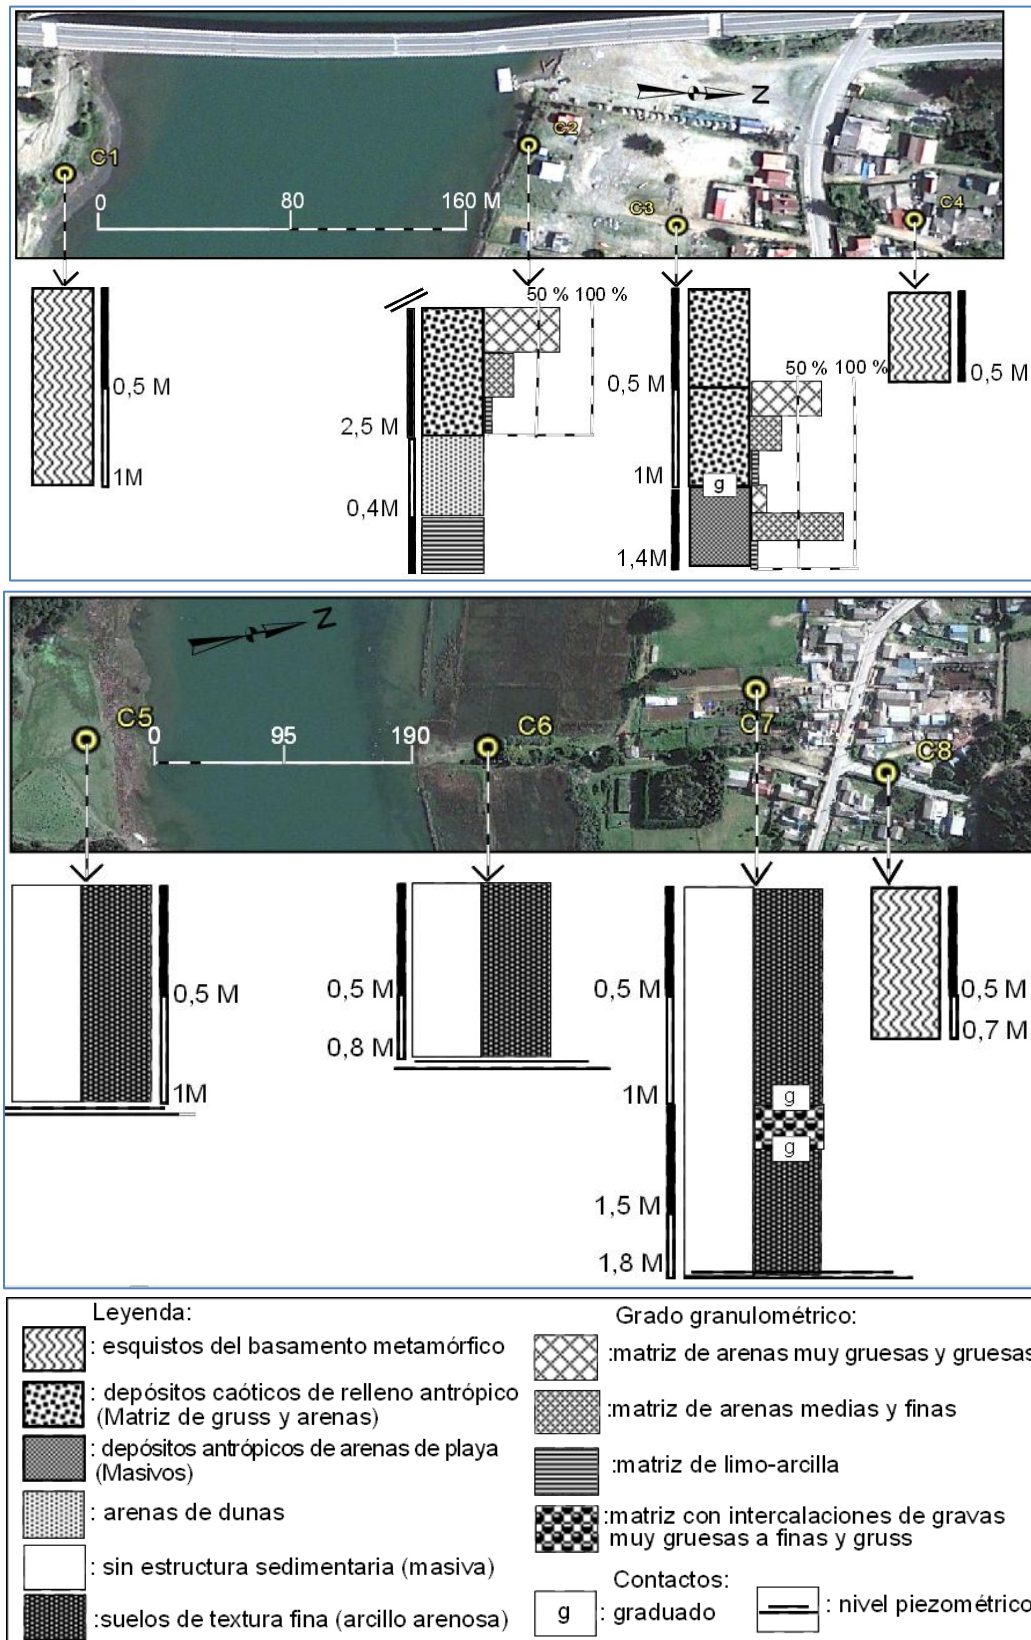 N
C1
C2
C3
C4
0 80 160 M
50 % 100 %
0,5 M
1M
2,5 M
0,4M
0,5 M
50 % 100 %
1M
g
1,4M
0,5 M
N
C5
0 95 190
C6
C7
C8
0,5 M
1M
0,5 M
0,8 M
0,5 M
1M
g
g
1,5 M
1,8 M
0,5 M
0,7 M
Leyenda:
: esquistos del basamento metamórfico
: depósitos caóticos de relleno antrópico
(Matriz de gruss y arenas)
: depósitos antrópicos de arenas de playa
(Masivos)
: arenas de dunas
: sin estructura sedimentaria (masiva)
:suelos de textura fina (arcillo arenosa)
Grado granulométrico:
:matriz de arenas muy gruesas y gruesas
:matriz de arenas medias y finas
:matriz de limo-arcilla
:matriz con intercalaciones de gravas
muy gruesas a finas y gruss
Contactos:
g : graduado
: nivel piezométrico